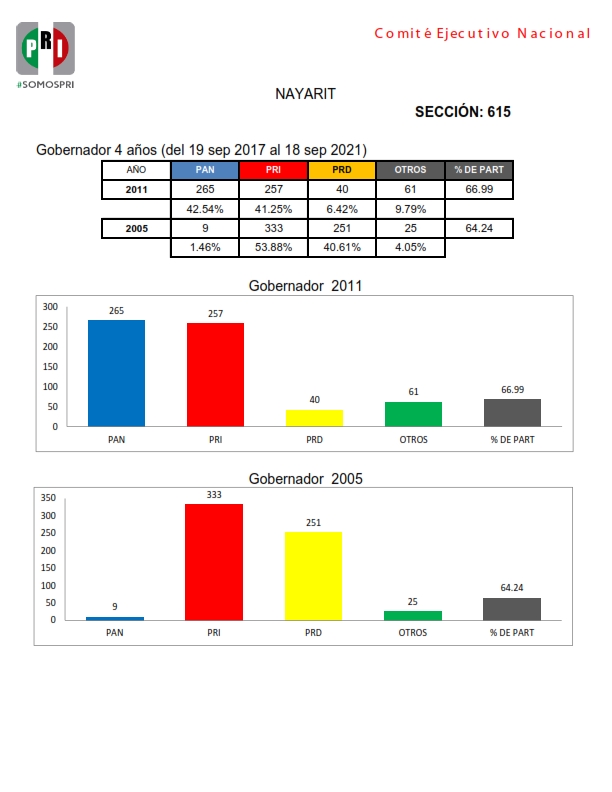 Comité Ejecutivo Nacional
PRI
#SOMOSPRI
NAYARIT
SECCIÓN: 615
Gobernador 4 años (del 19 sep 2017 al 18 sep 2021)
AÑO PAN PRI PRD OTROS % DE PART
2011 265 257 40 61 66.99
42.54% 41.25% 6.42% 9.79%
2005 9 333 251 25 64.24
1.46% 53.88% 40.61% 4.05%
Gobernador 2011
300
250
200
150
100
50
0
265
257
40
61
66.99
PAN PRI PRD OTROS % DE PART
Gobernador 2005
350
300
250
200
150
100
50
0
9
333
251
25
64.24
PAN PRI PRD OTROS % DE PART